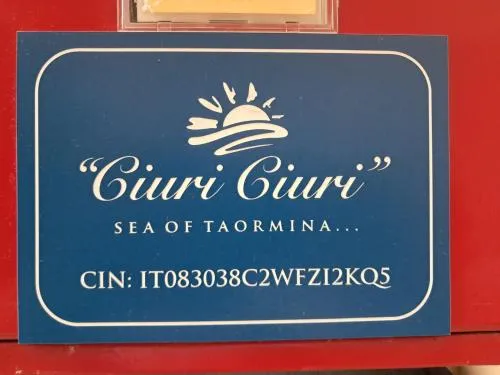 “Ciuri Ciuri”
SEA OF TAORMINA...
CIN: IT083038C2WFZI2KQ5